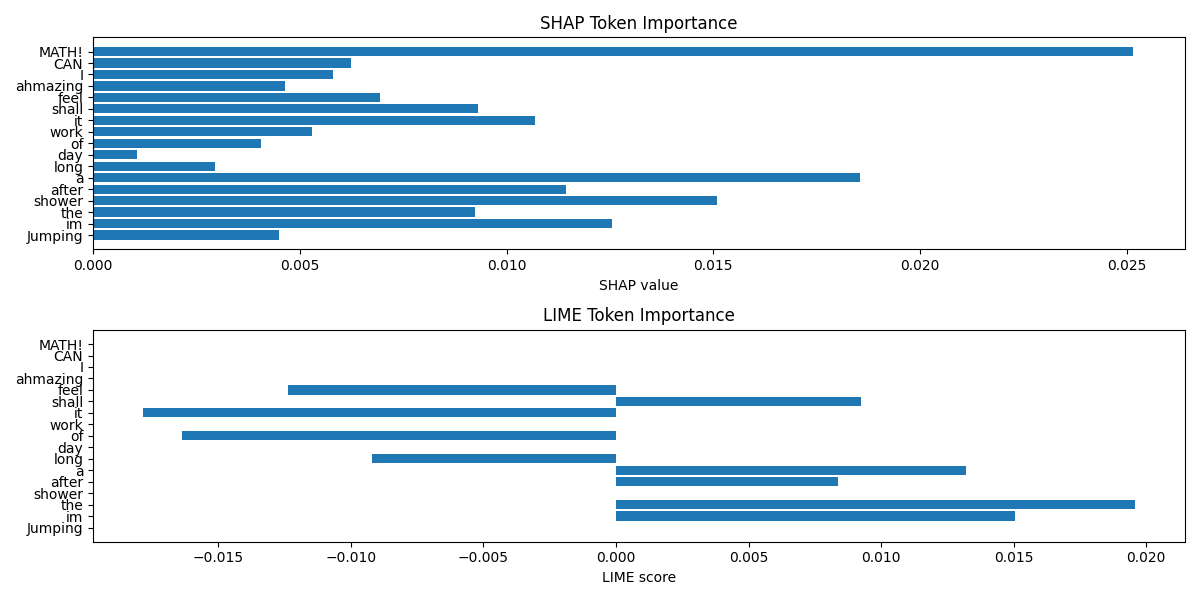 SHAP Token Importance
MATH!
CAN
I
ahmazing
feel
shall
it
work
of
day
long
a
after
shower
the
im
Jumping
0.000 0.005 0.010 0.015 0.020 0.025
SHAP value
LIME Token Importance
MATH!
CAN
I
ahmazing
feel
shall
it
work
of
day
long
a
after
shower
the
im
Jumping
−0.015 −0.010 −0.005 0.000 0.005 0.010 0.015 0.020
LIME score